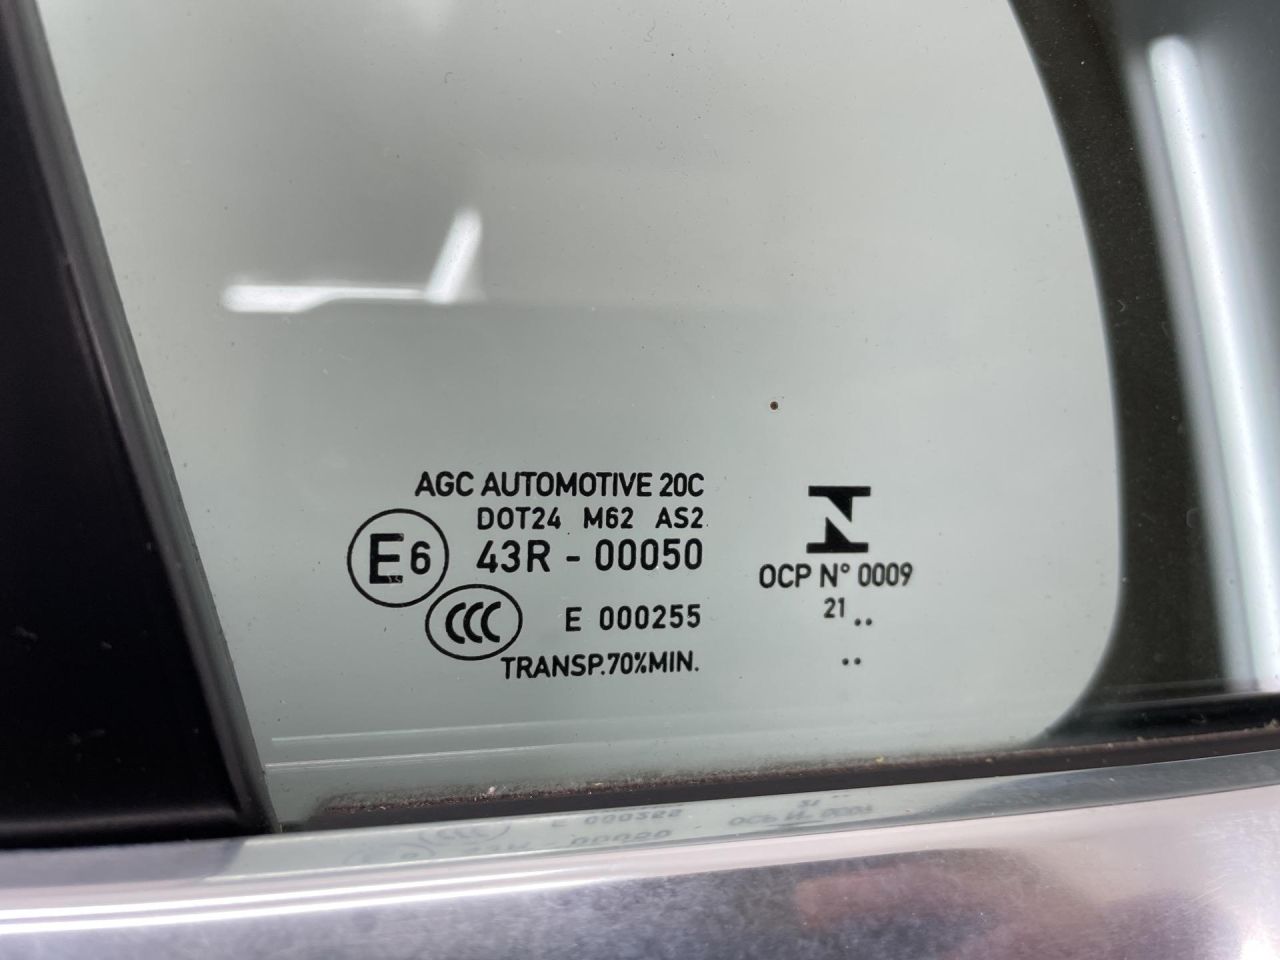 AGC AUTOMOTIVE 20C
DOT24 M62 AS2
E6 43R - 00050
CCC E 000255
TRANSP.70%MIN.
N
OCP N° 0009
21 ..
..